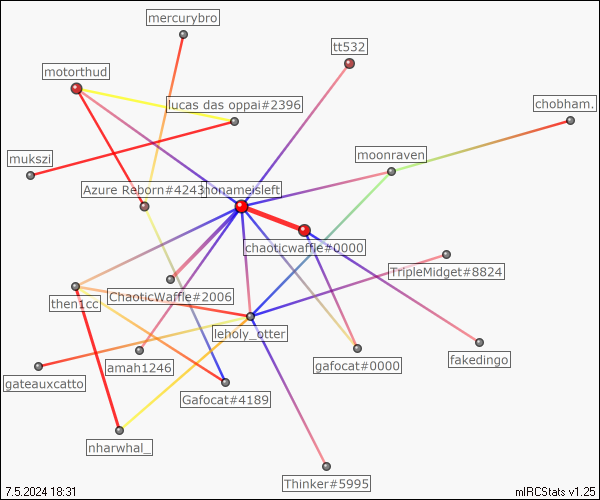 mercurybro
tt532
motorthud
lucas das oppai#2396
chobham.
mukszi
moonraven
Azure Reborn#4243
nonameisleft
chaoticwaffle#0000
TripleMidget#8824
ChaoticWaffle#2006
then1cc
leholy_otter
amah1246
gafocat#0000
fakedingo
gateauxcatto
Gafocat#4189
nharwhal_
Thinker#5995
7.5.2024 18:31
mIRCStats v1.25